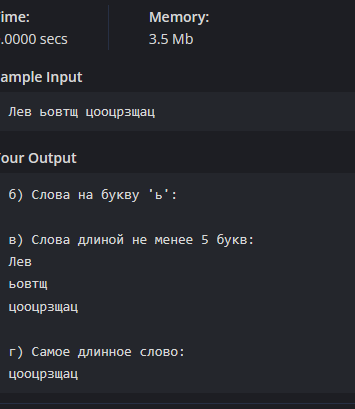 ime:
Memory:
.0000 secs
3.5 Mb
ample Input
Лев ьовтщ цооцрзщац
our Output
б) Слова на букву 'ь':
в) Слова длиной не менее 5 букв:
Лев
ьовтщ
цооцрзщац
г) Самое длинное слово:
цооцрзщац